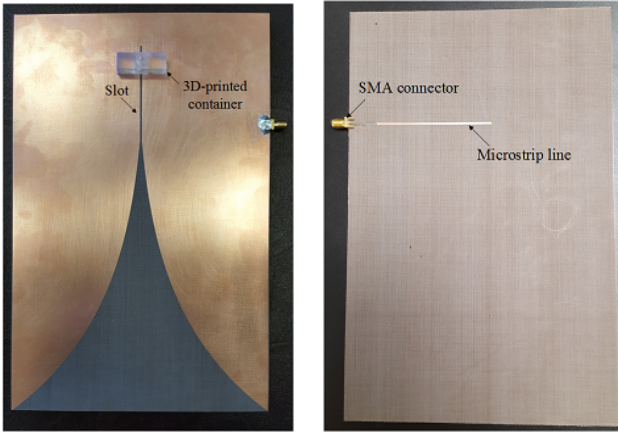 Slot
3D-printed
container
SMA connector
Microstrip line